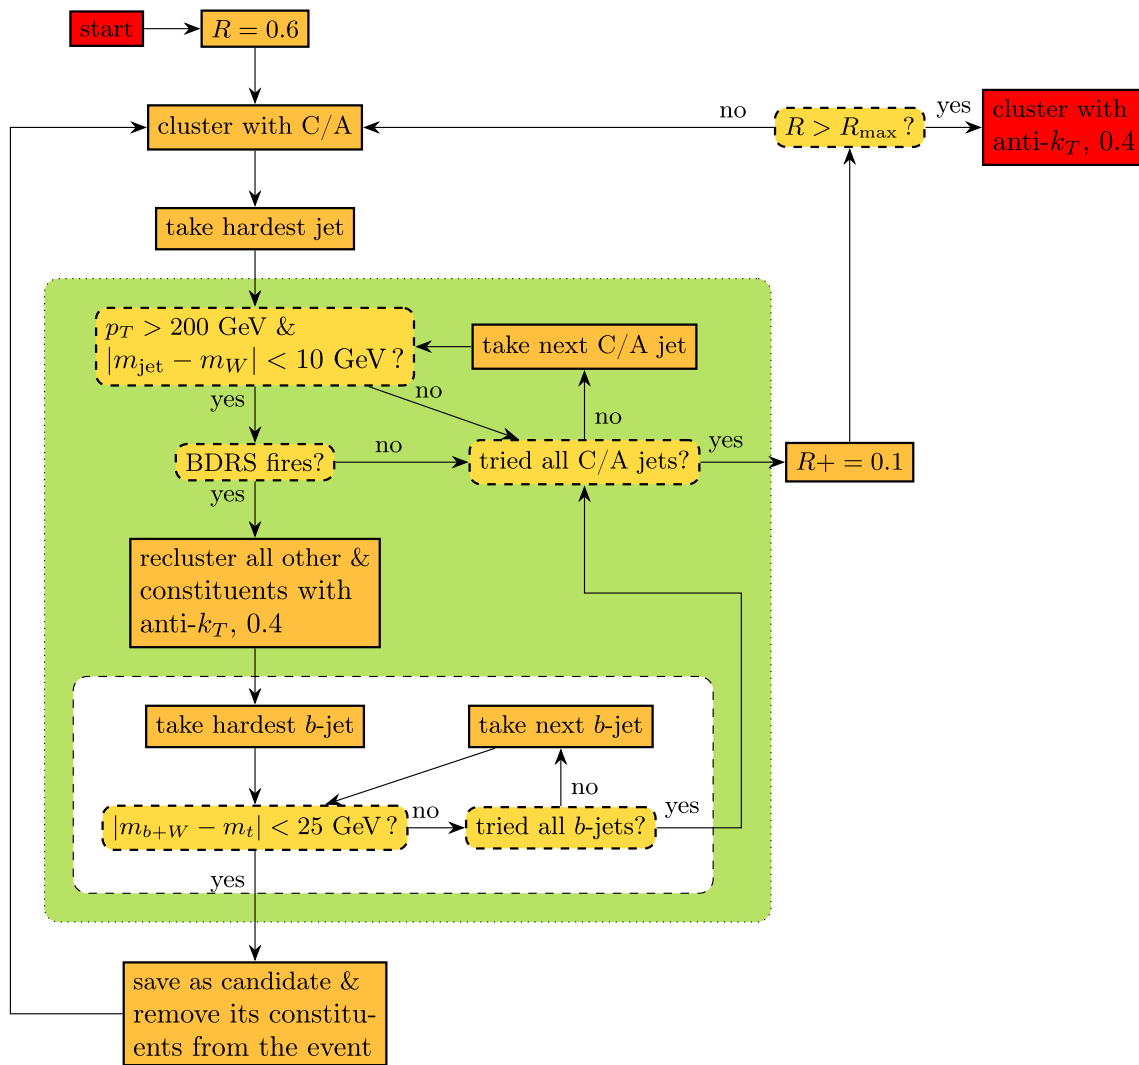 start
R = 0.6
cluster with C/A
no
R > R_max ?
yes
cluster with
anti-k_T, 0.4
take hardest jet
p_T > 200 GeV &
|m_jet − m_W| < 10 GeV ?
take next C/A jet
yes
no
no
BDRS fires?
no
tried all C/A jets?
yes
R+ = 0.1
yes
recluster all other &
constituents with
anti-k_T, 0.4
take hardest b-jet
take next b-jet
|m_{b+W} − m_t| < 25 GeV ?
no
tried all b-jets?
no
yes
yes
save as candidate &
remove its constitu-
ents from the event